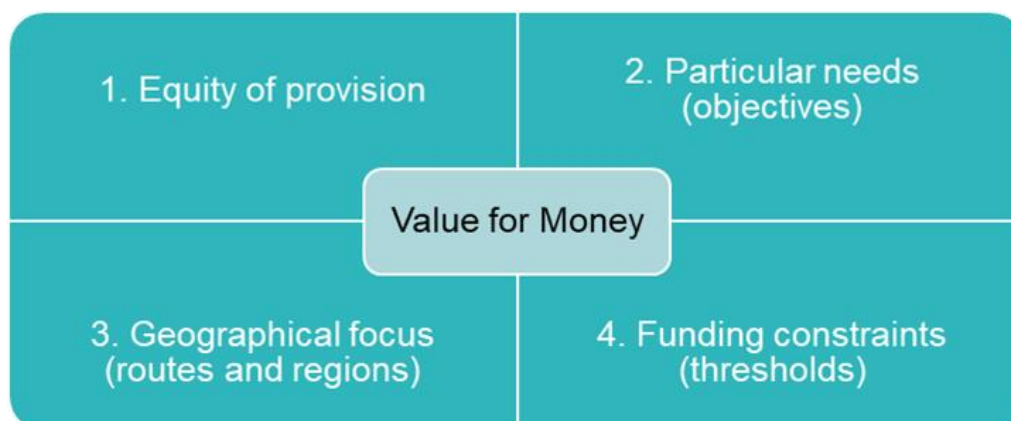 1. Equity of provision
2. Particular needs
(objectives)
Value for Money
3. Geographical focus
(routes and regions)
4. Funding constraints
(thresholds)